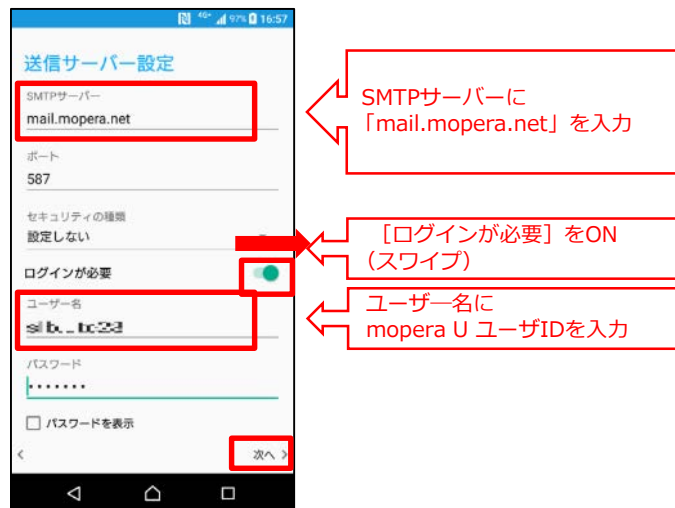 4G+ 97% 16:57
送信サーバー設定
SMTPサーバー
mail.mopera.net
ポート
587
セキュリティの種類
設定しない
ログインが必要
ユーザー名
パスワード
•••••••
パスワードを表示
次へ
SMTPサーバーに
「mail.mopera.net」を入力
［ログインが必要］をON
（スワイプ）
ユーザ―名に
mopera U ユーザIDを入力